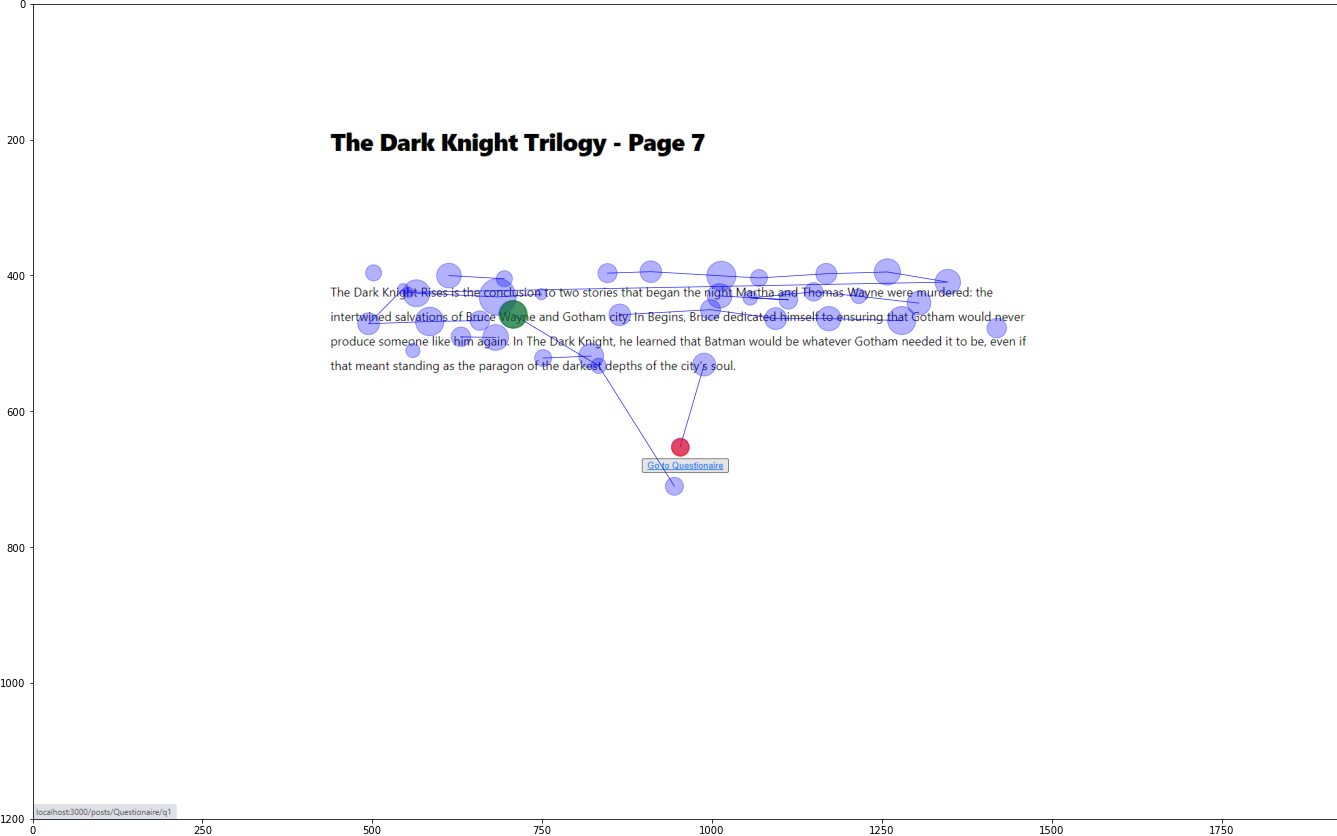 0
200
The Dark Knight Trilogy - Page 7
400
The Dark Knight Rises is the conclusion to two stories that began the night Martha and Thomas Wayne were murdered: the
intertwined salvations of Bruce Wayne and Gotham city. In Begins, Bruce dedicated himself to ensuring that Gotham would never
produce someone like him again. In The Dark Knight, he learned that Batman would be whatever Gotham needed it to be, even if
that meant standing as the paragon of the darkest depths of the city's soul.
600
Go to Questionaire
800
1000
localhost:3000/posts/Questionaire/q1
1200
0 250 500 750 1000 1250 1500 1750